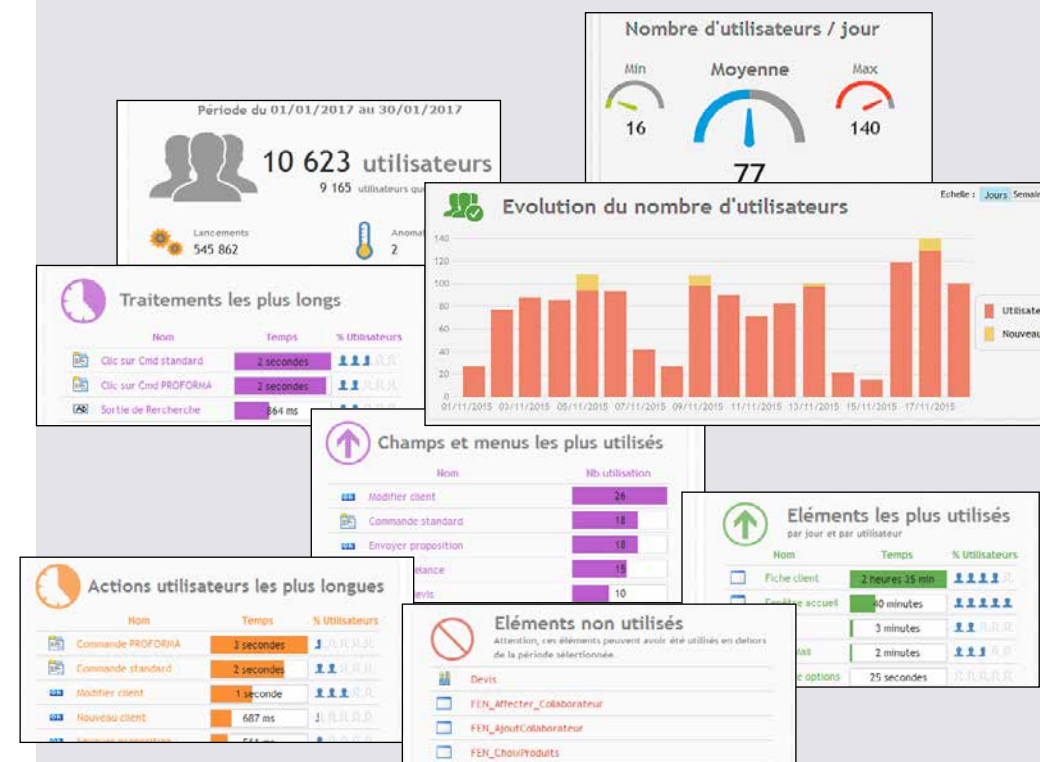 Nombre d'utilisateurs / jour
Min
Moyenne
Max
16
77
140
Période du 01/01/2017 au 30/01/2017
10 623 utilisateurs
9 165 utilisateurs
Lancements
545 862
2
Evolution du nombre d'utilisateurs
Echelle : Jours
140
120
100
80
60
40
20
0
01/11/2015 03/11/2015 05/11/2015 07/11/2015 09/11/2015 11/11/2015 13/11/2015 15/11/2015 17/11/2015
Traitements les plus longs
Nom Temps % Utilisateurs
Clic sur Cmd standard 2 secondes
Clic sur Cmd PROFORMA 2 secondes
Sortie de Rercherche 864 ms
Champs et menus les plus utilisés
Nom Nb utilisation
Modifier client 26
Commande standard 18
Envoyer proposition 18
15
10
Eléments les plus utilisés
par jour et par utilisateur
Nom Temps % Utilisateurs
Fiche client 2 heures 35 min
Fenêtre accueil 40 minutes
3 minutes
2 minutes
options 25 secondes
Actions utilisateurs les plus longues
Nom Temps % Utilisateurs
Commande PROFORMA 3 secondes
Commande standard 2 secondes
Modifier client 1 seconde
Nouveau client 687 ms
Eléments non utilisés
Attention, ces éléments peuvent avoir été utilisés en dehors
de la période sélectionnée
Devis
FEN_Affecter_Collaborateur
FEN_AjoutCollaborateur
FEN_ChoixProduits